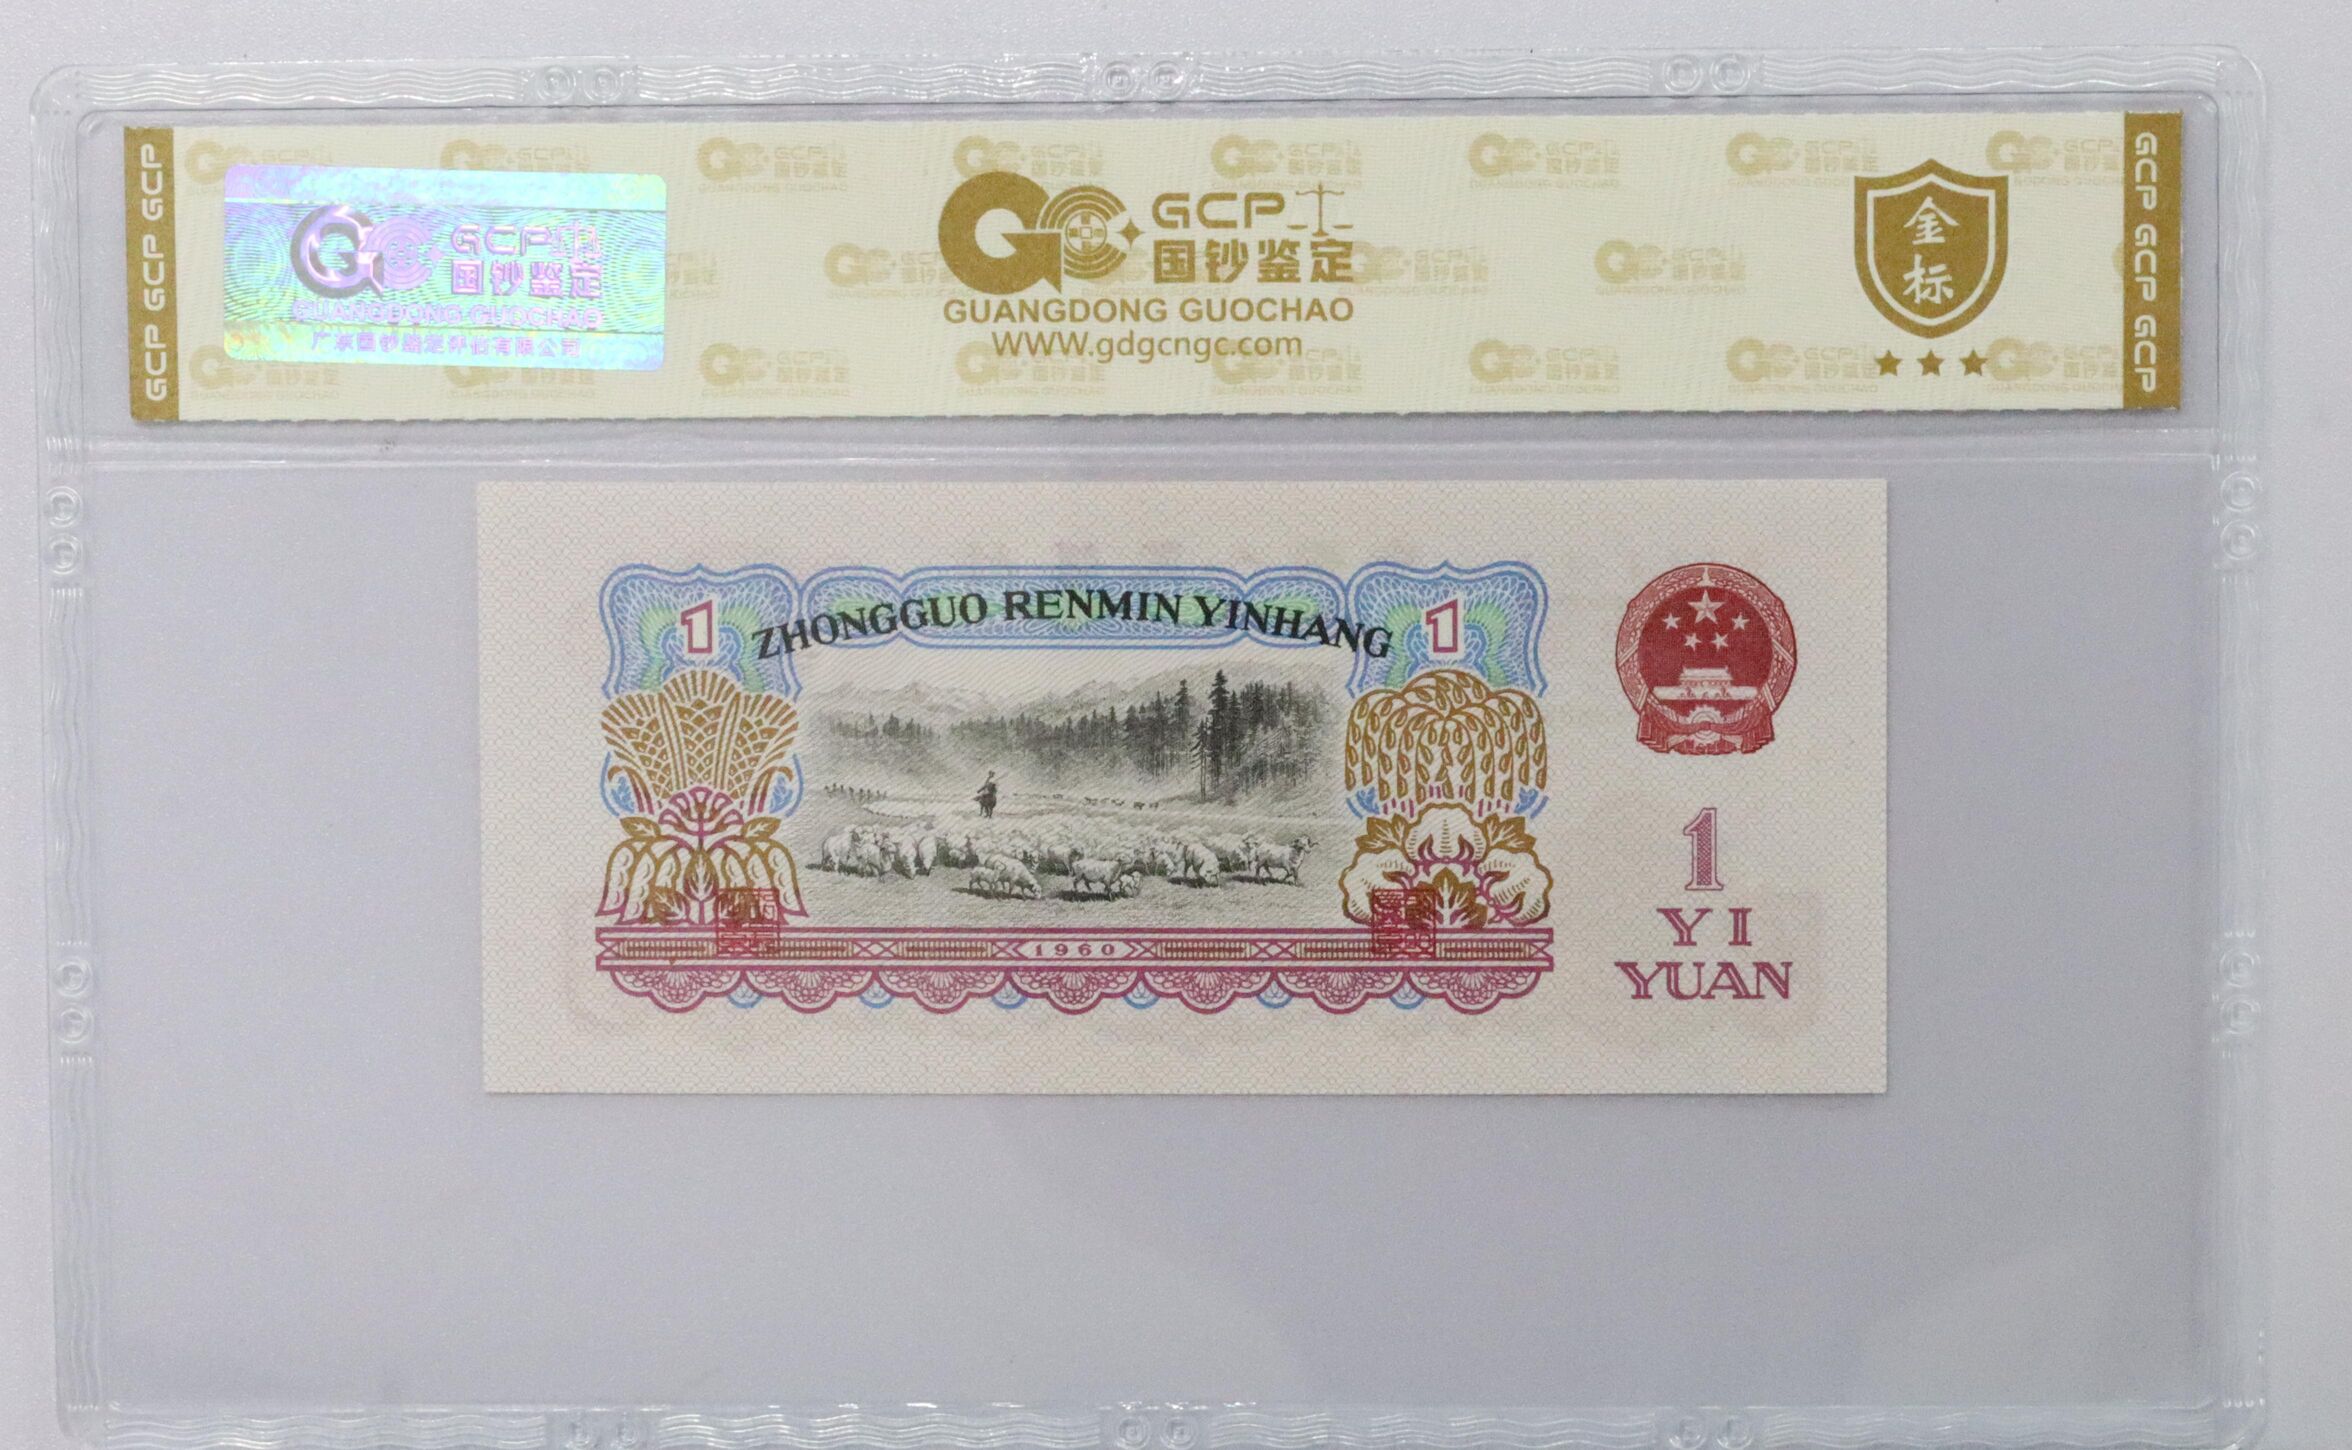 GCP GCP GCP
GCP
国钞鉴定
GUANGDONG GUOCHAO
广东国钞鉴定评估有限公司
GCP
国钞鉴定
GUANGDONG GUOCHAO
WWW.gdgcngc.com
金
标
GCP GCP GCP
ZHONGGUO RENMIN YINHANG
1
1
1960
1
YI
YUAN